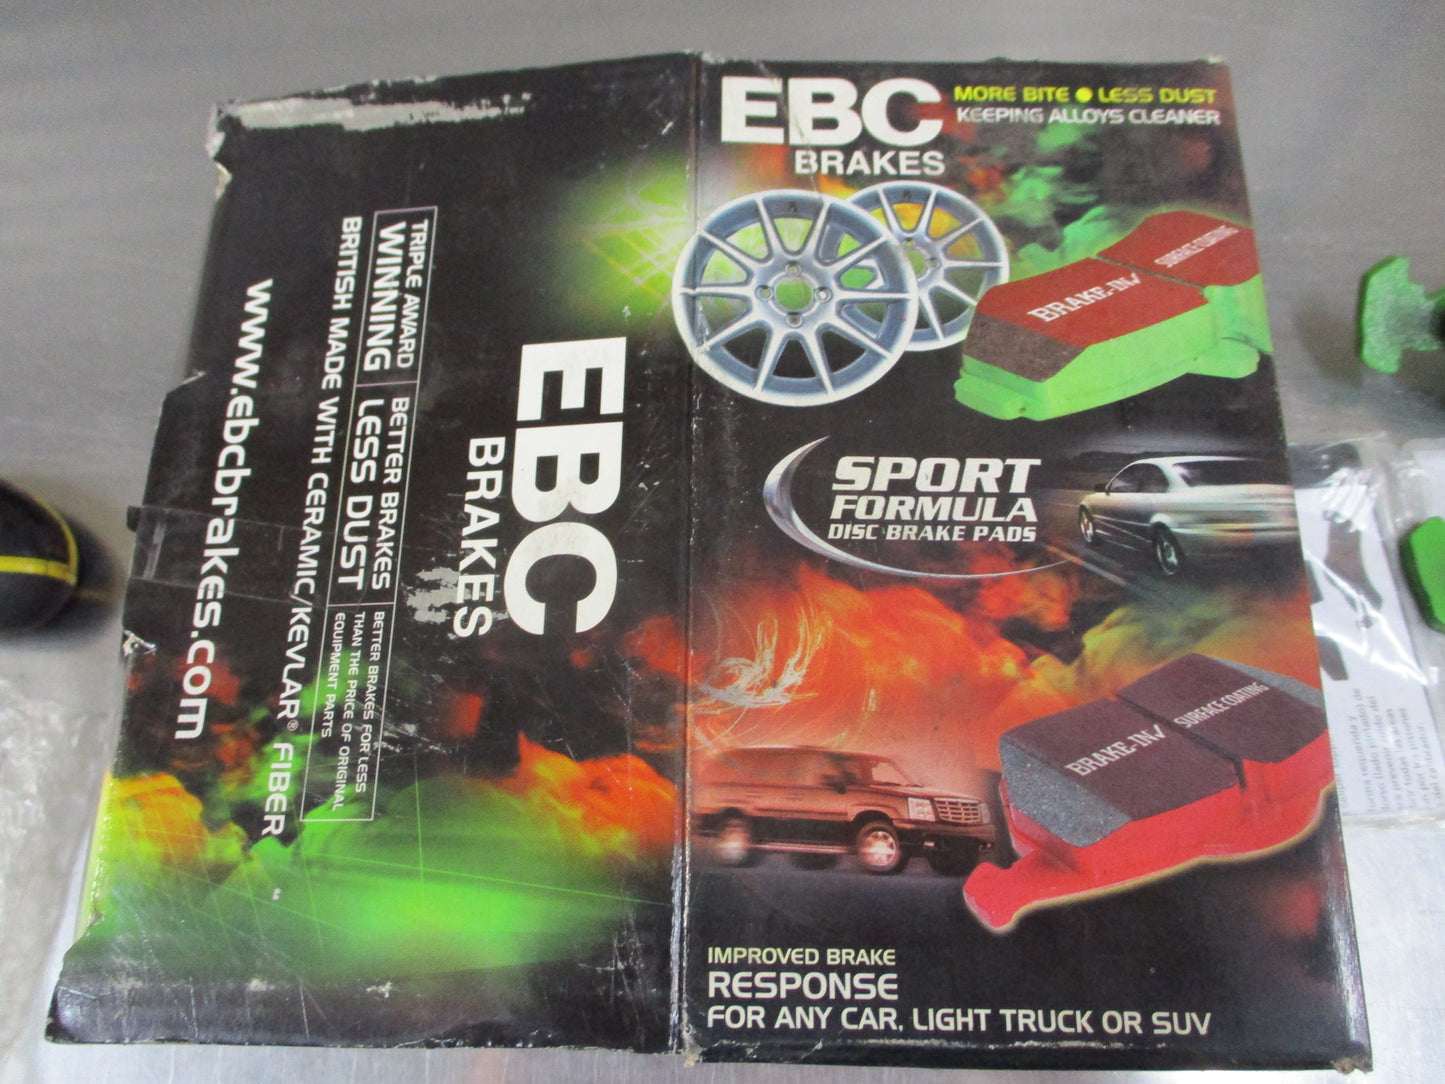 EBC
BRAKES
MORE BITE ● LESS DUST
KEEPING ALLOYS CLEANER
BRAKE-IN
SURFACE COATING
SPORT
FORMULA
DISC BRAKE PADS
BRAKE-IN
SURFACE COATING
IMPROVED BRAKE
RESPONSE
FOR ANY CAR, LIGHT TRUCK OR SUV
EBC
BRAKES
TRIPLE AWARD
WINNING
BETTER BRAKES
LESS DUST
BETTER BRAKES FOR LESS
THAN THE PRICE OF ORIGINAL
EQUIPMENT PARTS
BRITISH MADE WITH CERAMIC/KEVLAR® FIBER
www.ebcbrakes.com